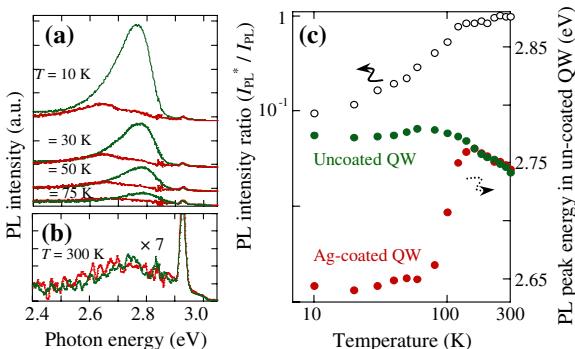 (a)
T = 10 K
= 30 K
= 50 K
= 75 K
PL intensity (a.u.)
(b)
T = 300 K
× 7
2.4 2.6 2.8 3.0
Photon energy (eV)
PL intensity ratio (I_PL* / I_PL)
1
10⁻¹
(c)
Uncoated QW
Ag-coated QW
10 100 300
Temperature (K)
2.85
2.75
2.65
PL peak energy in un-coated QW (eV)